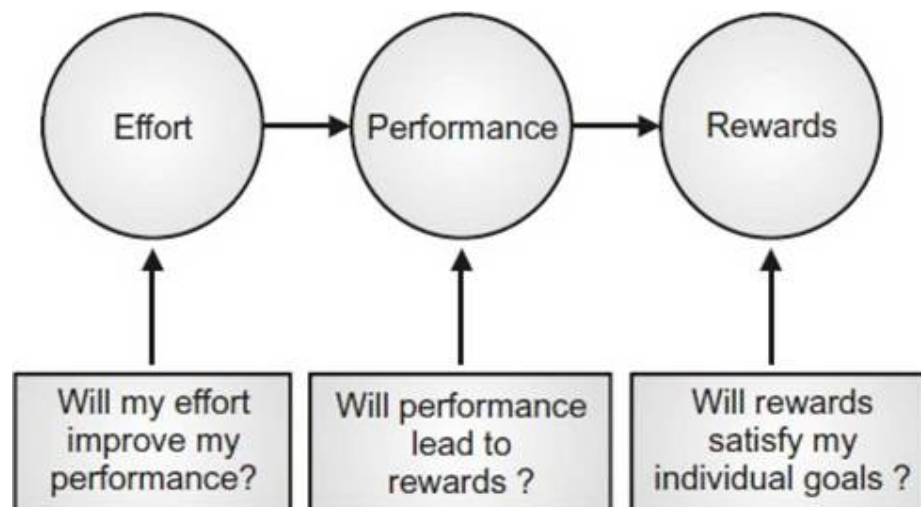 Effort
Performance
Rewards
Will my effort
improve my
performance?
Will performance
lead to
rewards ?
Will rewards
satisfy my
individual goals ?